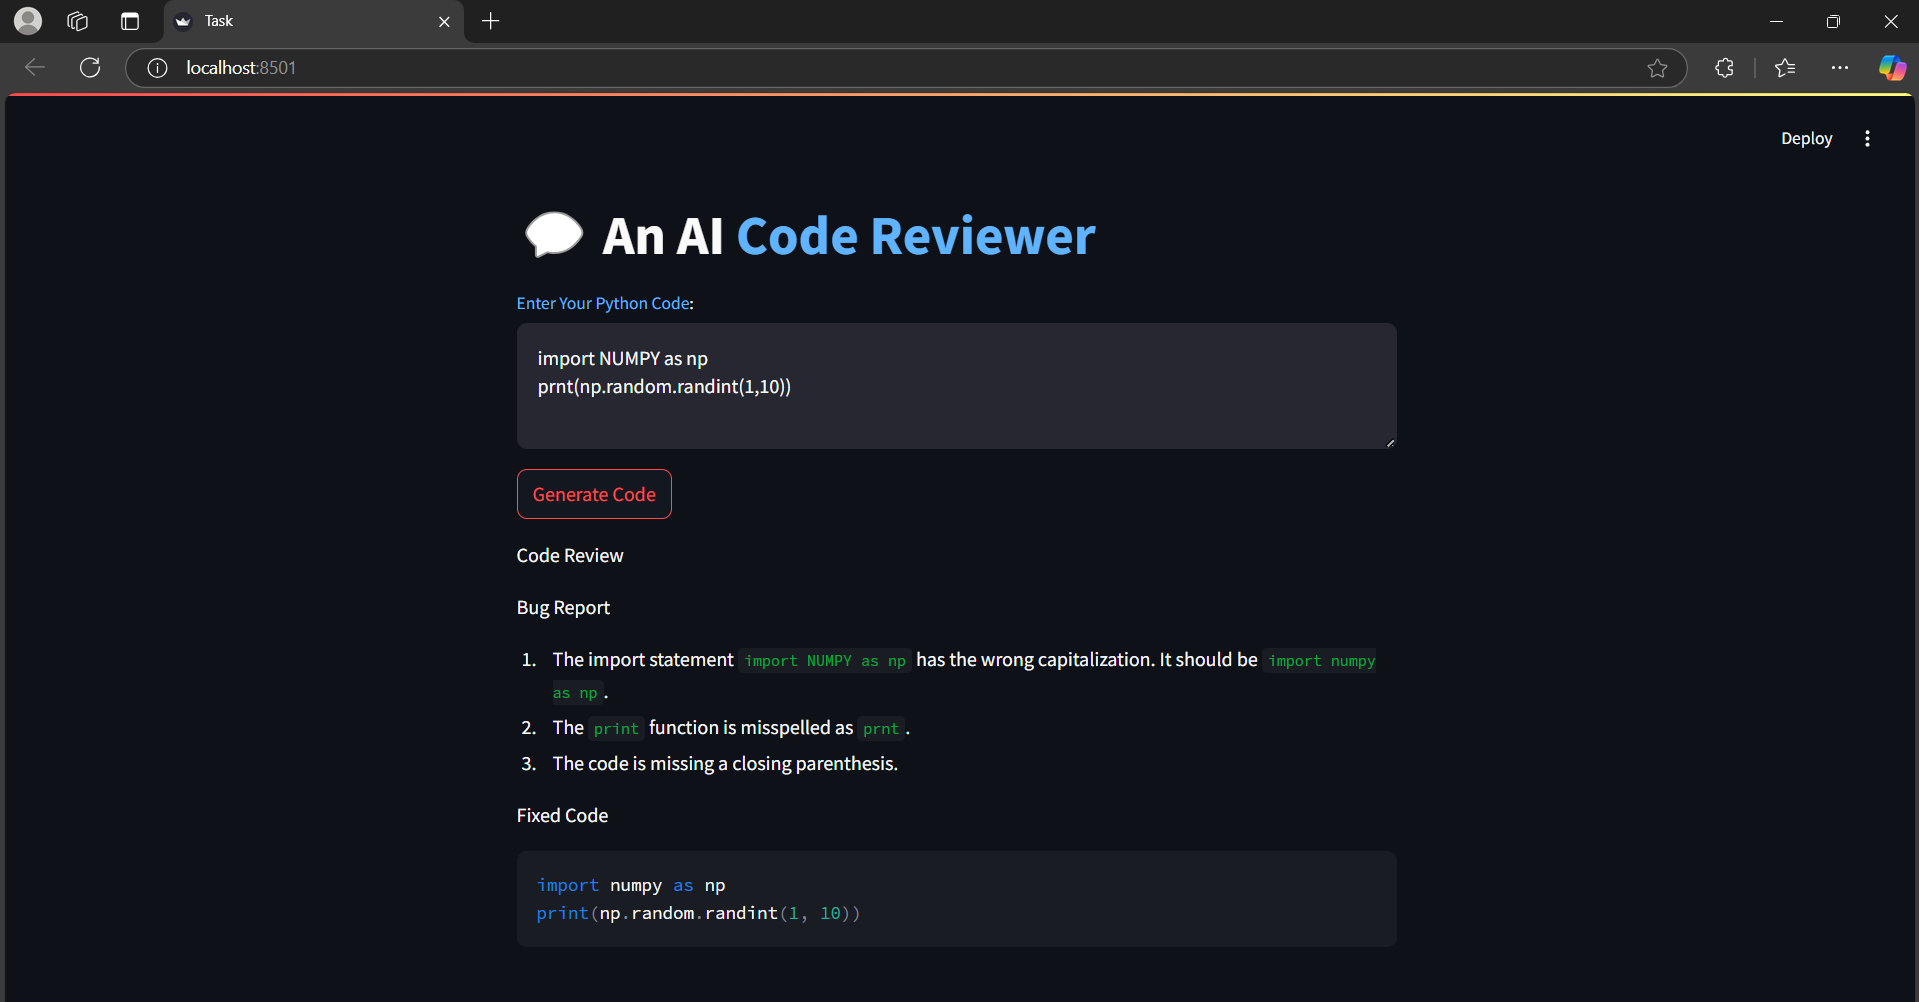 Task
localhost:8501
Deploy
An AI Code Reviewer
Enter Your Python Code:
import NUMPY as np
prnt(np.random.randint(1,10))
Generate Code
Code Review
Bug Report
1. The import statement import NUMPY as np has the wrong capitalization. It should be import numpy
as np .
2. The print function is misspelled as prnt .
3. The code is missing a closing parenthesis.
Fixed Code
import numpy as np
print(np.random.randint(1, 10))